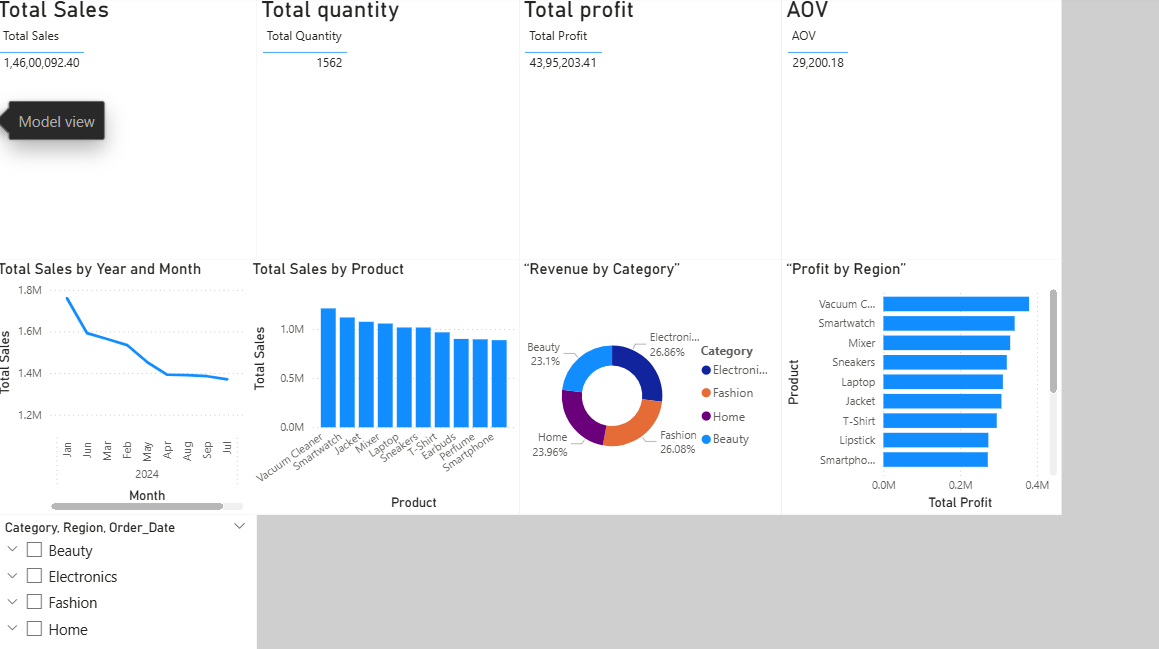 Total Sales
Total Sales
1,46,00,092.40
Total quantity
Total Quantity
1562
Total profit
Total Profit
43,95,203.41
AOV
AOV
29,200.18
Model view
Total Sales by Year and Month
1.8M
1.6M
1.4M
1.2M
Total Sales
Jan
Jun
Mar
Feb
May
Apr
Aug
Sep
Jul
2024
Month
Total Sales by Product
1.0M
0.5M
0.0M
Total Sales
Vacuum Cleaner
Smartwatch
Jacket
Mixer
Laptop
Sneakers
T-Shirt
Earbuds
Perfume
Smartphone
Product
“Revenue by Category”
Beauty
23.1%
Electroni...
26.86%
Home
23.96%
Fashion
26.08%
Category
Electroni...
Fashion
Home
Beauty
“Profit by Region”
Product
Vacuum C...
Smartwatch
Mixer
Sneakers
Laptop
Jacket
T-Shirt
Lipstick
Smartpho...
0.0M
0.2M
0.4M
Total Profit
Category, Region, Order_Date
Beauty
Electronics
Fashion
Home